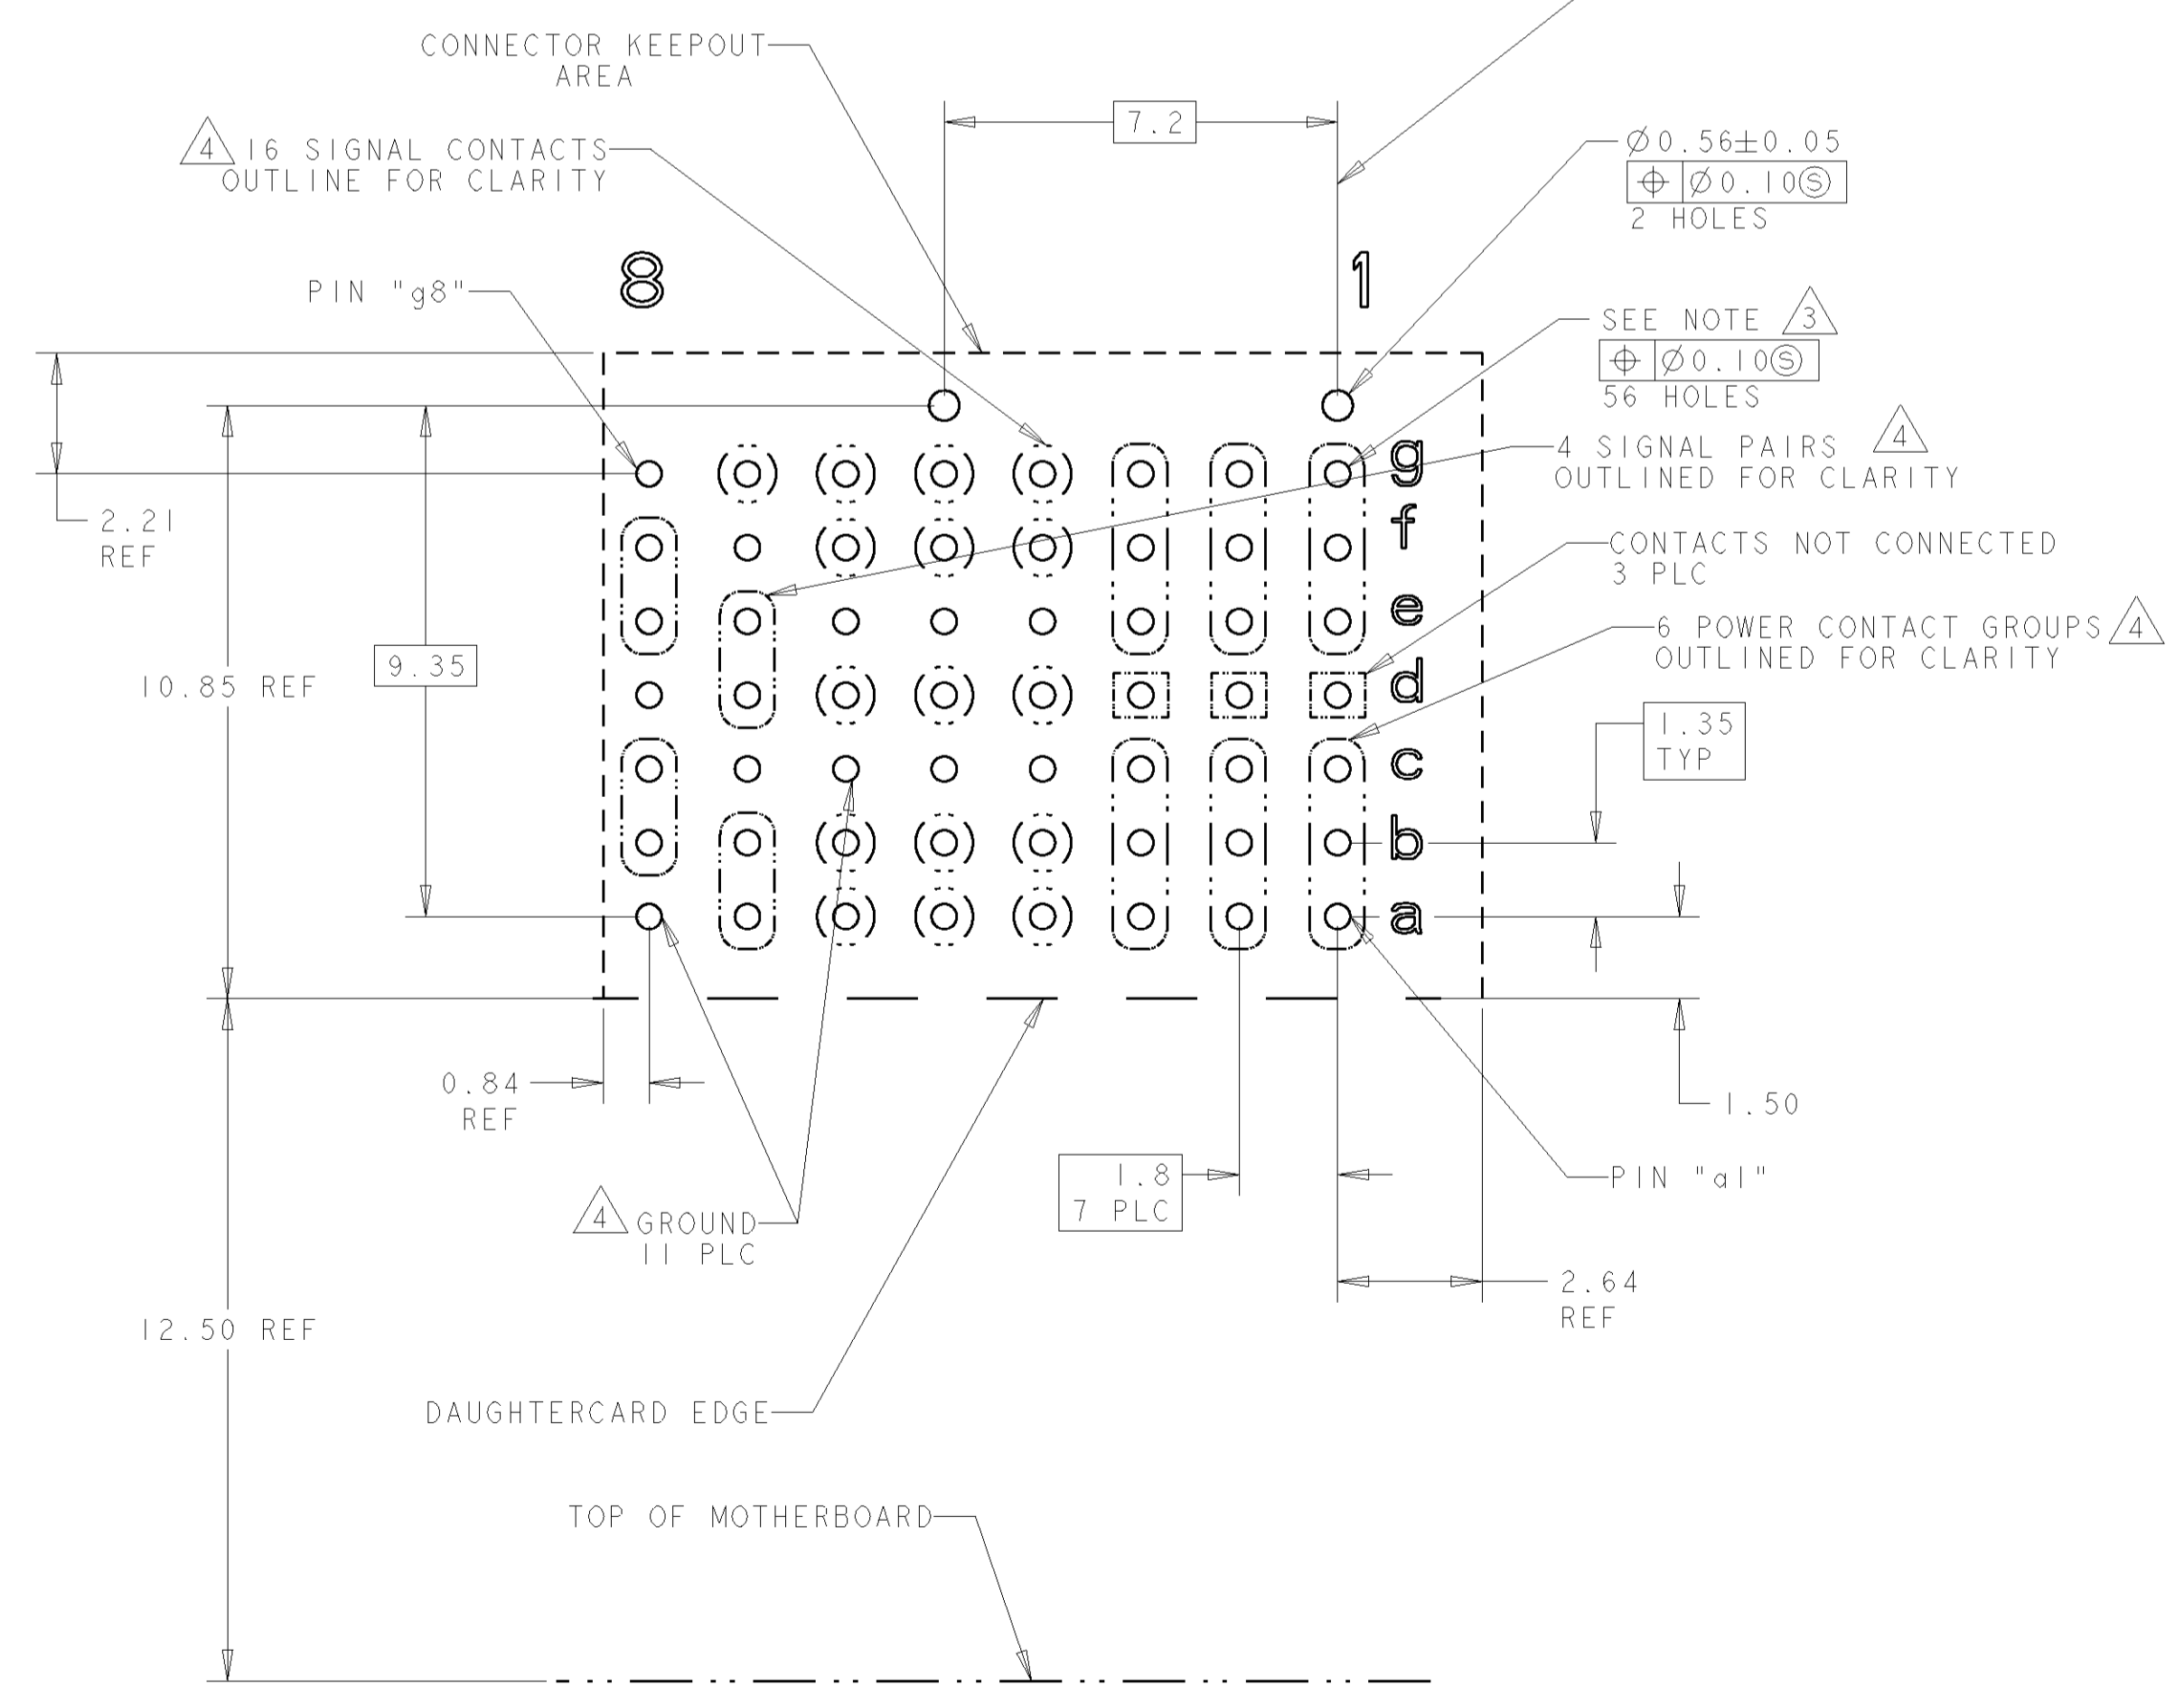 CONNECTOR KEEPOUT
AREA
7.2
4 16 SIGNAL CONTACTS
OUTLINE FOR CLARITY
Ø0.56±0.05
⌖ Ø0.10Ⓢ
2 HOLES
8
1
PIN "g8"
SEE NOTE 3
⌖ Ø0.10Ⓢ
56 HOLES
4 SIGNAL PAIRS 4
OUTLINED FOR CLARITY
g
f
e
d
c
b
a
2.21
REF
CONTACTS NOT CONNECTED
3 PLC
6 POWER CONTACT GROUPS 4
OUTLINED FOR CLARITY
9.35
10.85 REF
1.35
TYP
0.84
REF
1.50
1.8
7 PLC
PIN "a1"
4 GROUND
11 PLC
2.64
REF
12.50 REF
DAUGHTERCARD EDGE
TOP OF MOTHERBOARD